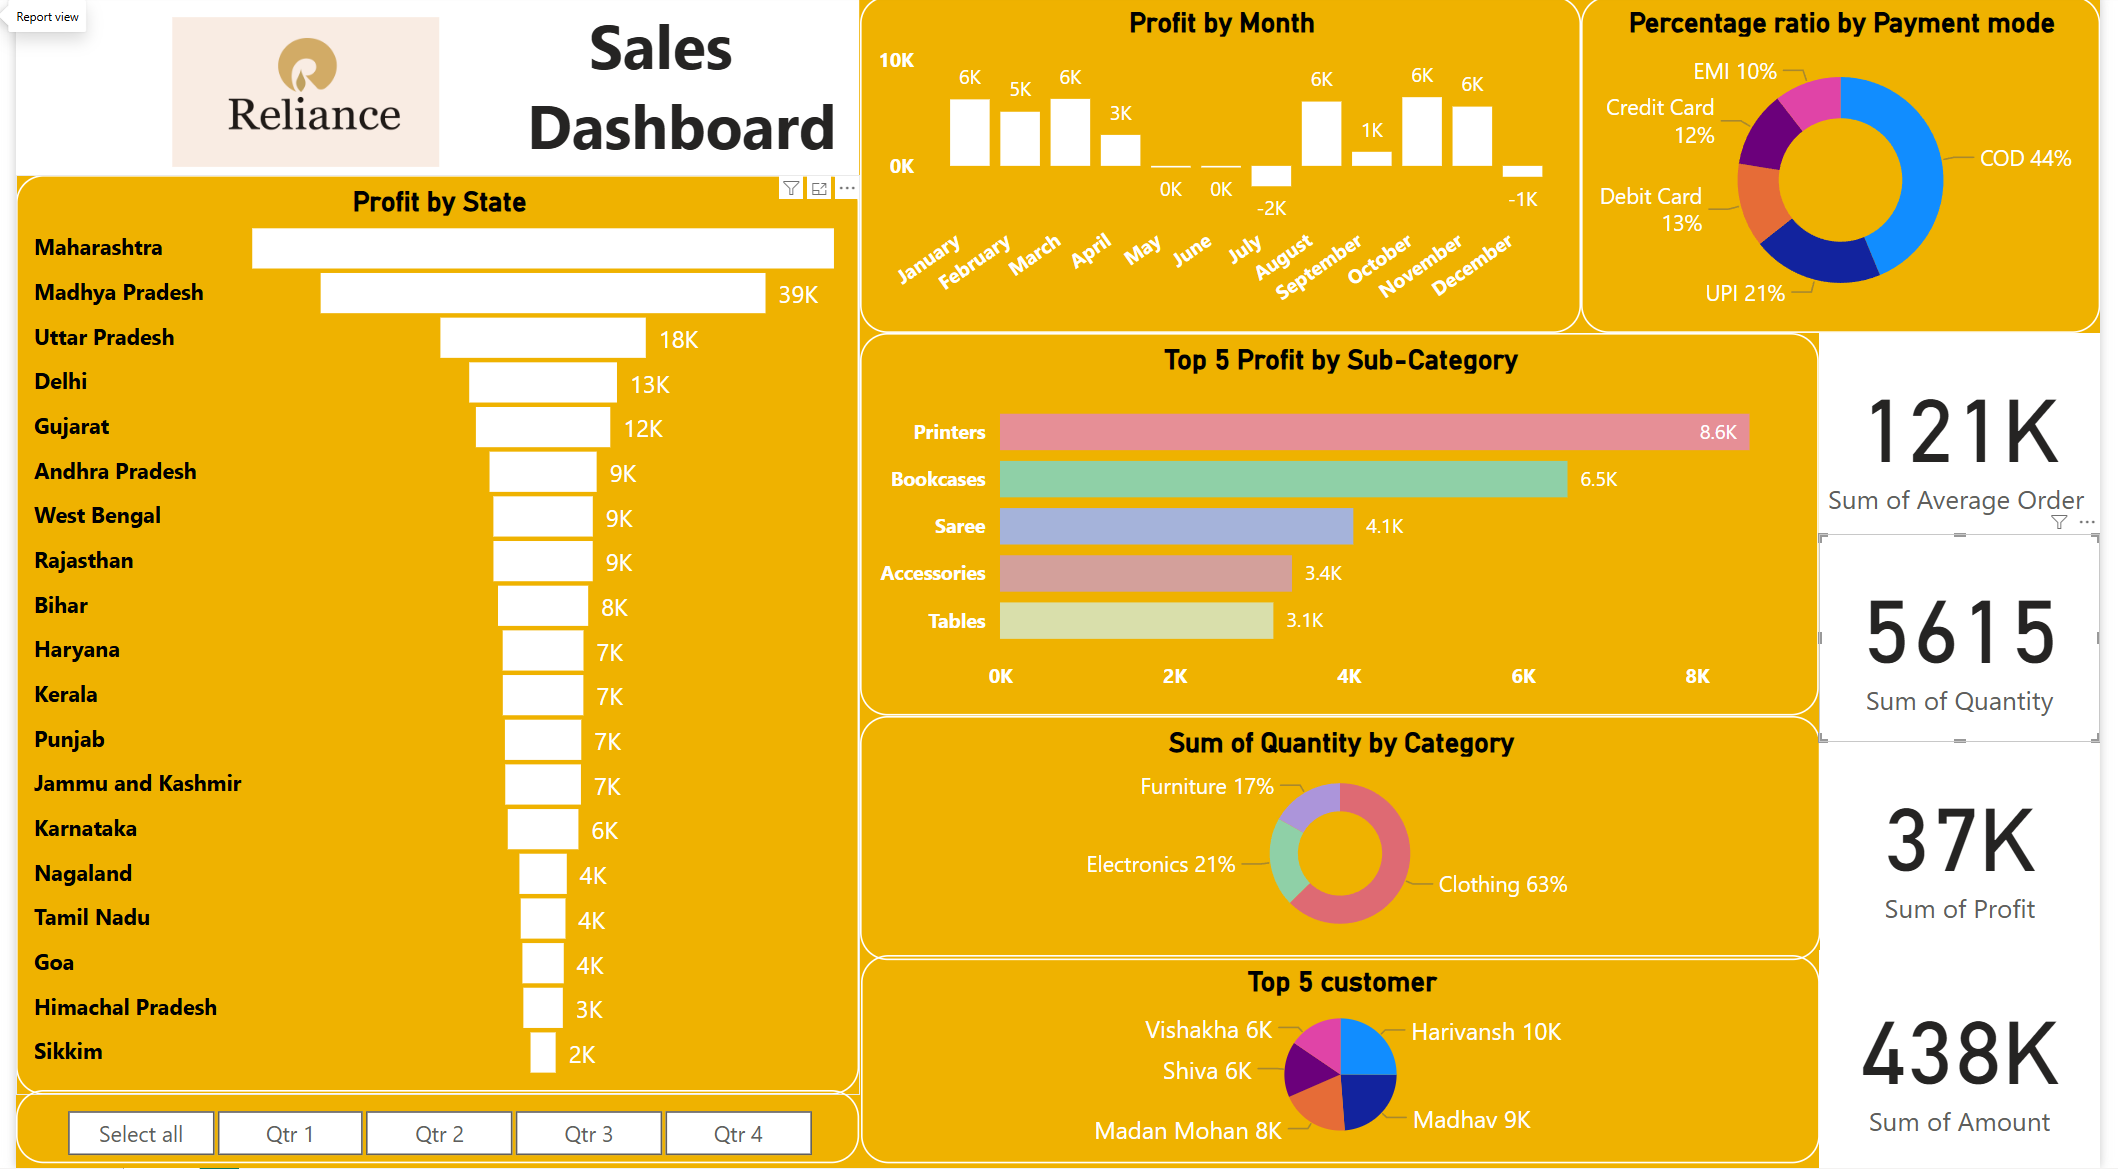 Report view
Reliance
Sales
Dashboard
Profit by State
Maharashtra
Madhya Pradesh
39K
Uttar Pradesh
18K
Delhi
13K
Gujarat
12K
Andhra Pradesh
9K
West Bengal
9K
Rajasthan
9K
Bihar
8K
Haryana
7K
Kerala
7K
Punjab
7K
Jammu and Kashmir
7K
Karnataka
6K
Nagaland
4K
Tamil Nadu
4K
Goa
4K
Himachal Pradesh
3K
Sikkim
2K
Select all
Qtr 1
Qtr 2
Qtr 3
Qtr 4
Profit by Month
10K
0K
6K
5K
6K
3K
0K
0K
-2K
6K
1K
6K
6K
-1K
January
February
March
April
May
June
July
August
September
October
November
December
Percentage ratio by Payment mode
EMI 10%
Credit Card
12%
Debit Card
13%
UPI 21%
COD 44%
Top 5 Profit by Sub-Category
Printers
8.6K
Bookcases
6.5K
Saree
4.1K
Accessories
3.4K
Tables
3.1K
0K
2K
4K
6K
8K
Sum of Quantity by Category
Furniture 17%
Electronics 21%
Clothing 63%
Top 5 customer
Vishakha 6K
Harivansh 10K
Shiva 6K
Madan Mohan 8K
Madhav 9K
121K
Sum of Average Order
5615
Sum of Quantity
37K
Sum of Profit
438K
Sum of Amount